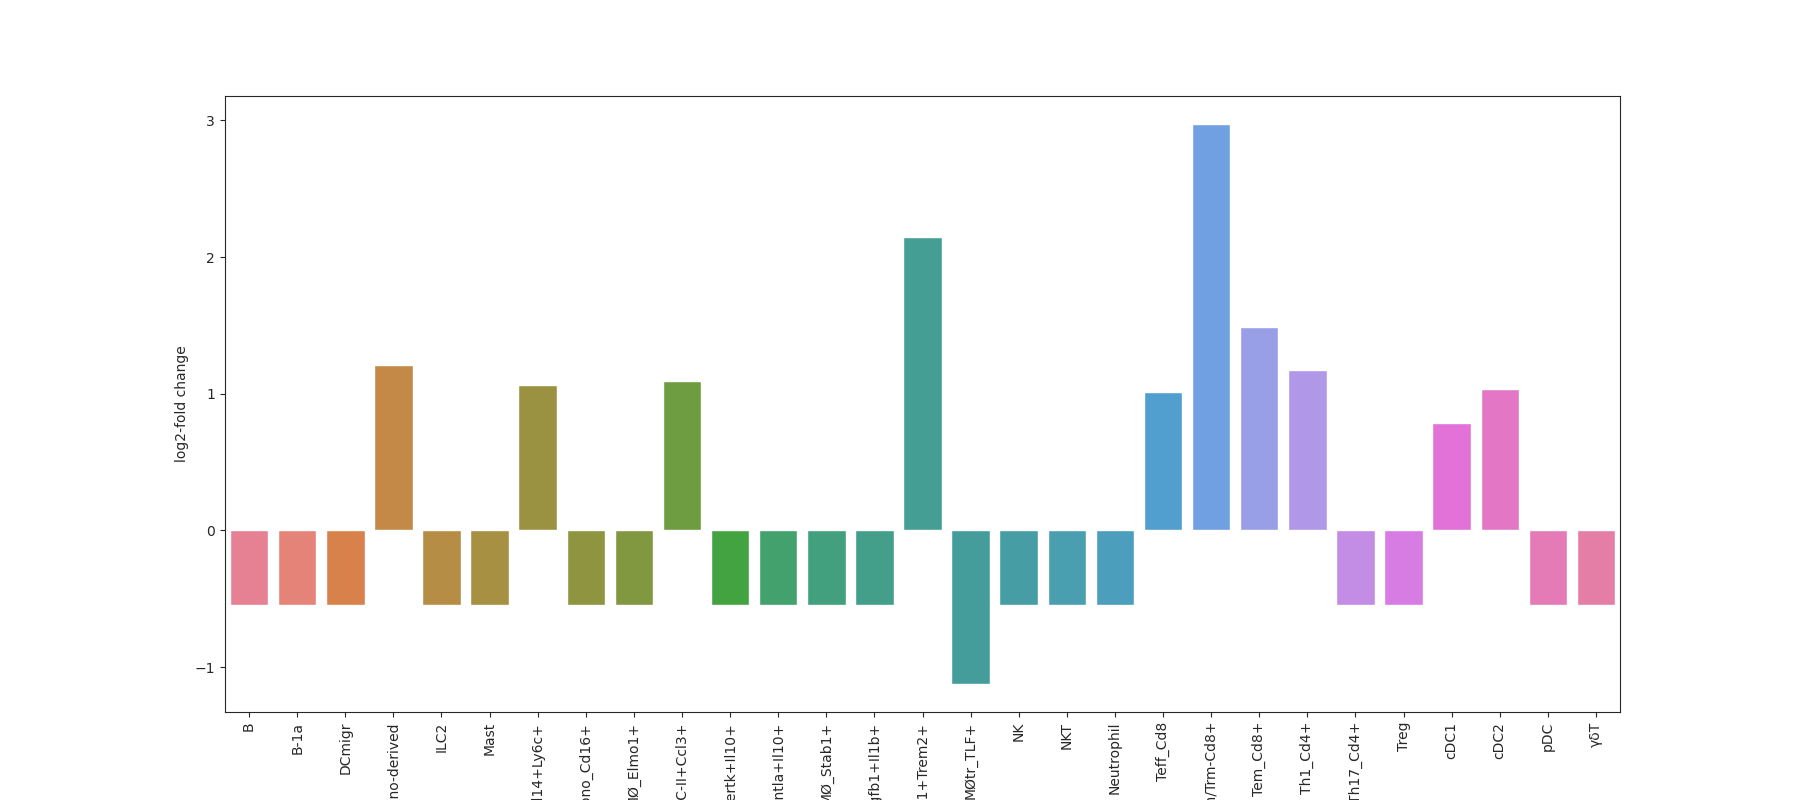 3
2
1
0
−1
log2-fold change
B
B-1a
DCmigr
no-derived
ILC2
Mast
l14+Ly6c+
ono_Cd16+
MØ_Elmo1+
C-II+Ccl3+
ertk+Il10+
ntla+Il10+
MØ_Stab1+
gfb1+Il1b+
1+Trem2+
MØtr_TLF+
NK
NKT
Neutrophil
Teff_Cd8
/Trm-Cd8+
Tem_Cd8+
Th1_Cd4+
Th17_Cd4+
Treg
cDC1
cDC2
pDC
γδT